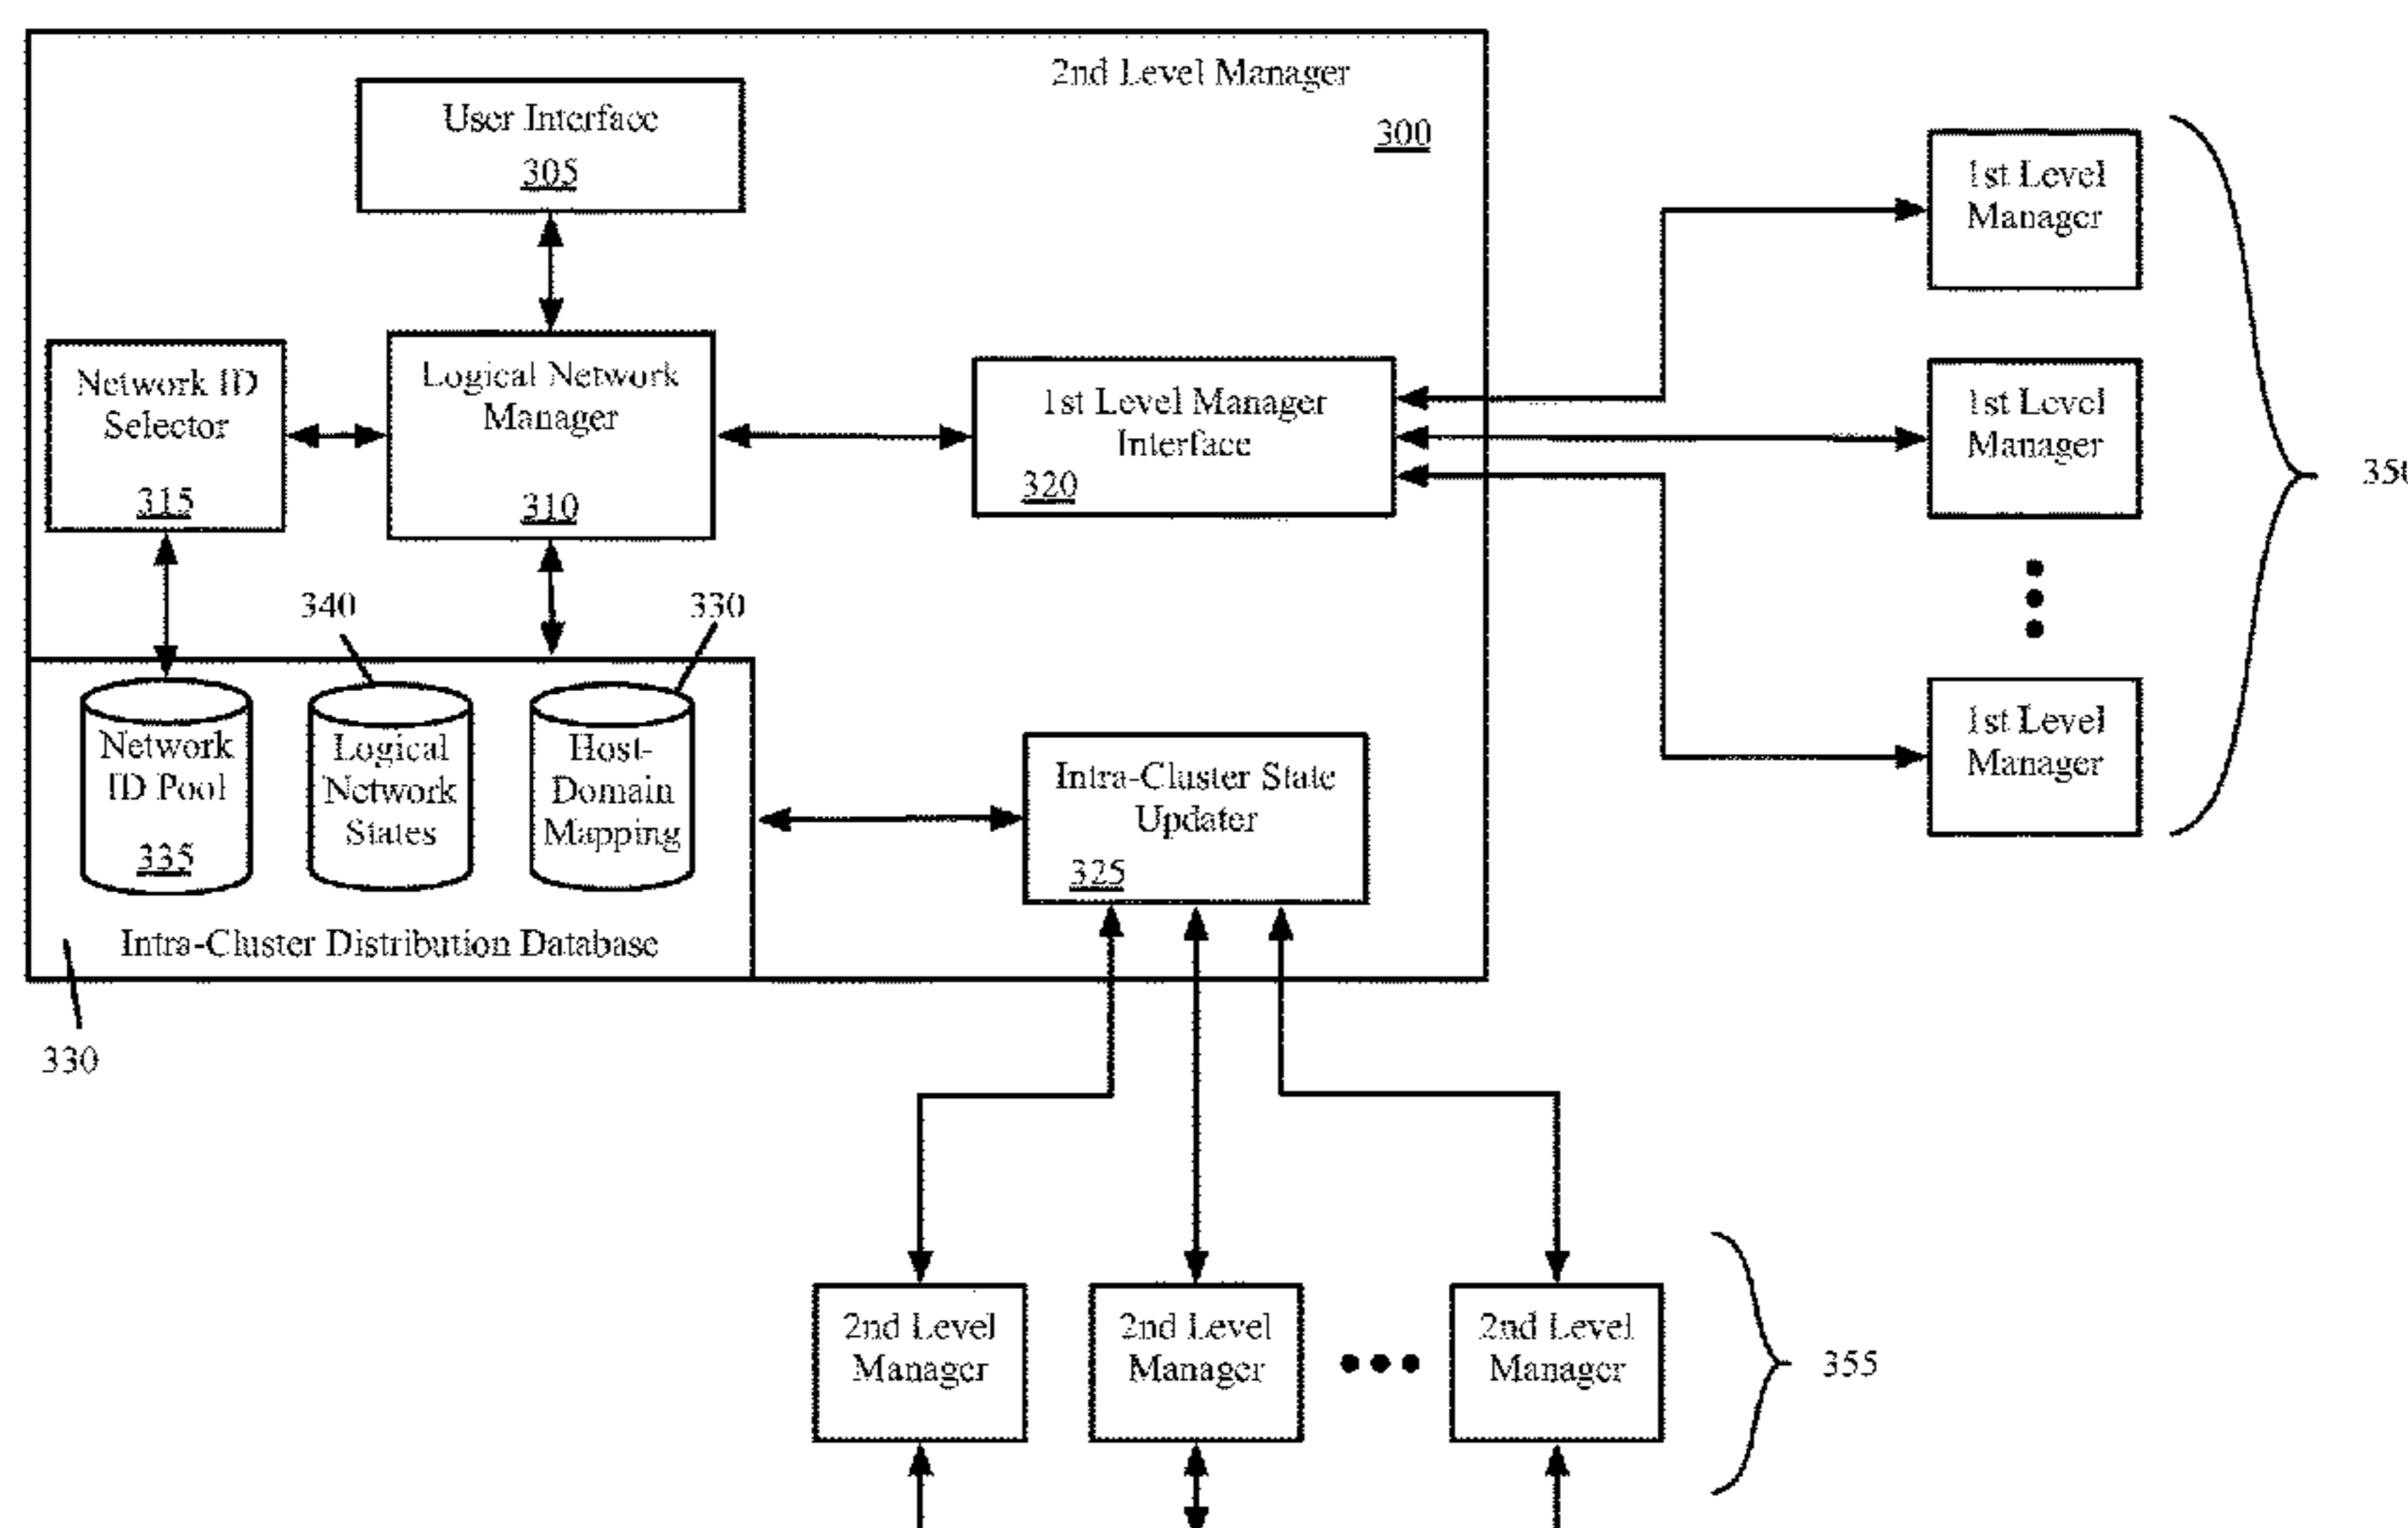 2nd Level Manager
300
User Interface
305
1st Level
Manager
Network ID
Selector
315
Logical Network
Manager
310
1st Level Manager
Interface
320
1st Level
Manager
350
340
330
1st Level
Manager
Network
ID Pool
335
Logical
Network
States
Host-
Domain
Mapping
Intra-Cluster State
Updater
325
Intra-Cluster Distribution Database
330
2nd Level
Manager
2nd Level
Manager
2nd Level
Manager
355